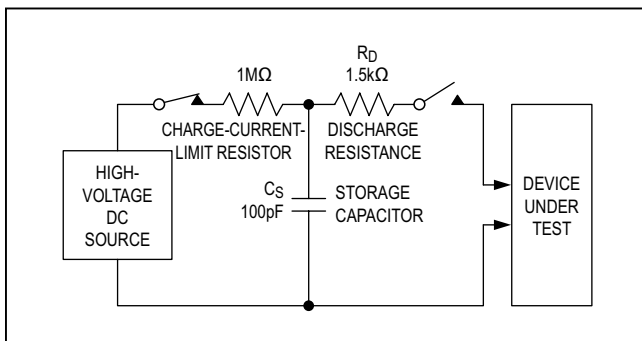 R_D
1MΩ
1.5kΩ
CHARGE-CURRENT-
LIMIT RESISTOR
DISCHARGE
RESISTANCE
HIGH-
VOLTAGE
DC
SOURCE
C_S
100pF
STORAGE
CAPACITOR
DEVICE
UNDER
TEST